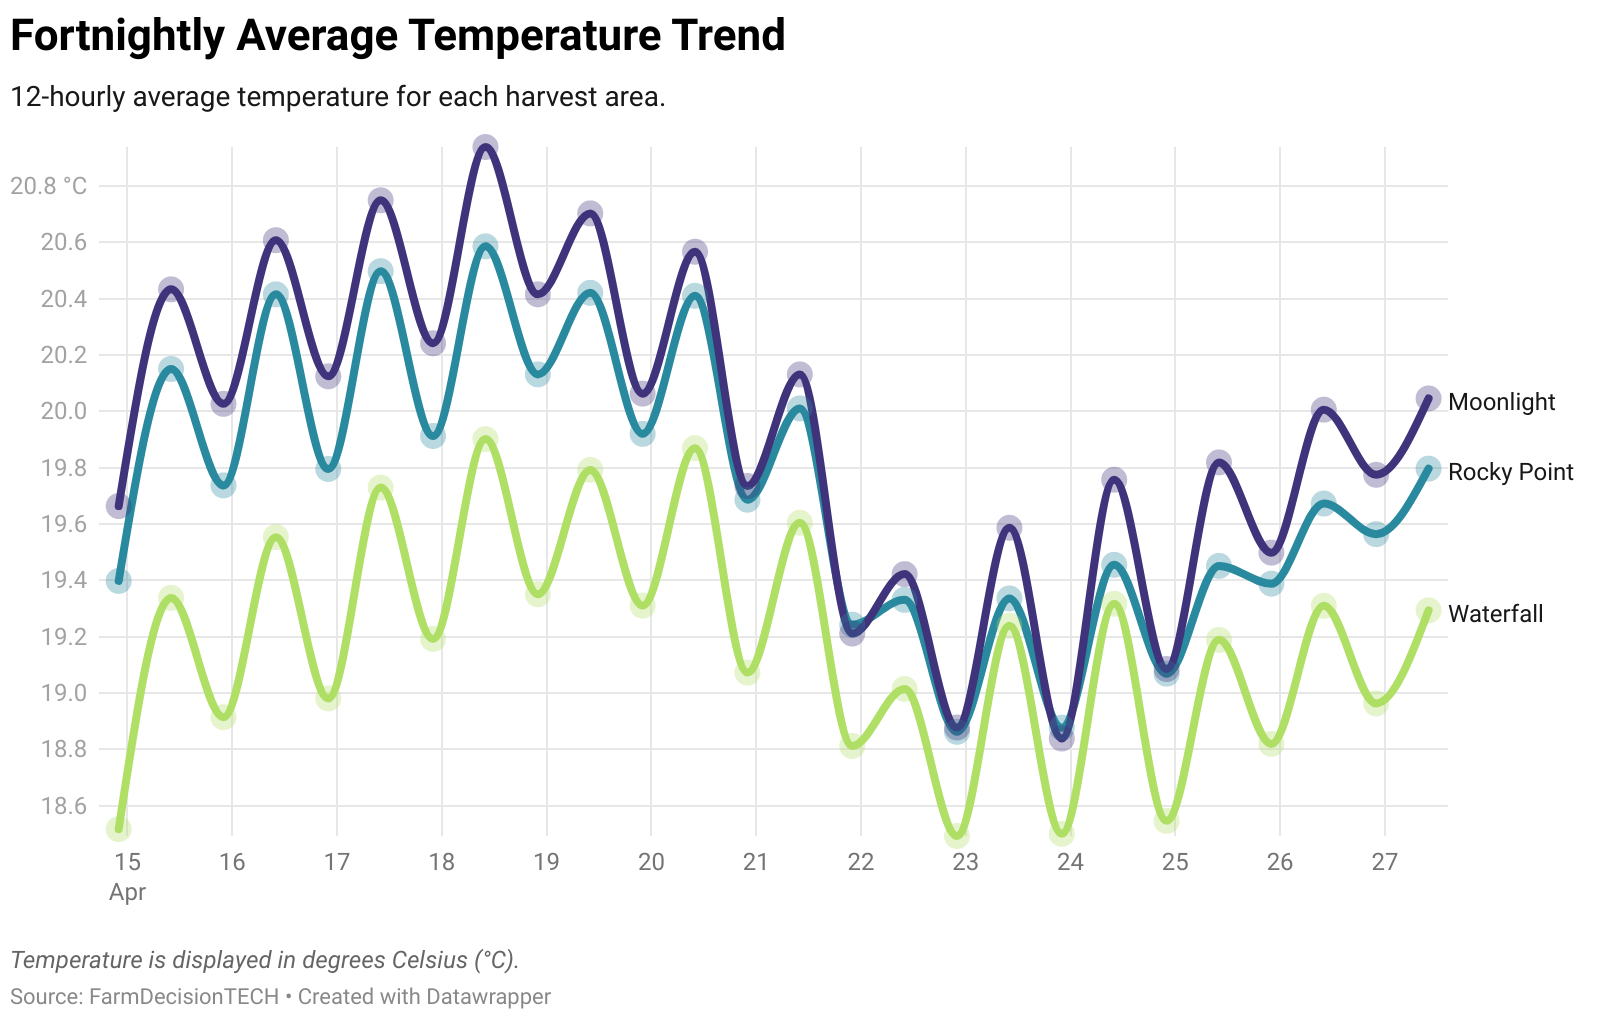 Fortnightly Average Temperature Trend
12-hourly average temperature for each harvest area.
20.8 °C
20.6
20.4
20.2
20.0
19.8
19.6
19.4
19.2
19.0
18.8
18.6
Moonlight
Rocky Point
Waterfall
15 16 17 18 19 20 21 22 23 24 25 26 27
Apr
Temperature is displayed in degrees Celsius (°C).
Source: FarmDecisionTECH • Created with Datawrapper